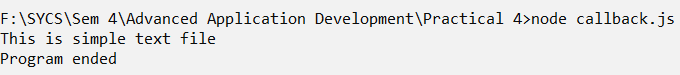 F:\SYCS\Sem 4\Advanced Application Development\Practical 4>node callback.js
This is simple text file
Program ended